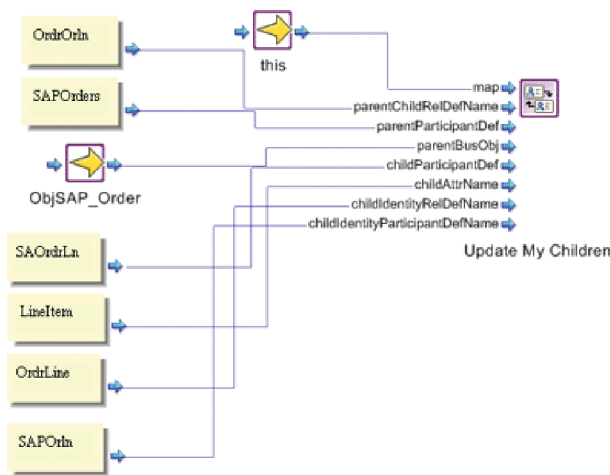 OrdrOrln
this
SAPOrders
map
parentChildRelDefName
parentParticipantDef
parentBusObj
childParticipantDef
childAttrName
childIdentityRelDefName
childIdentityParticipantDefName
ObjSAP_Order
Update My Children
SAOrdrLn
LineItem
OrdrLine
SAPOrln